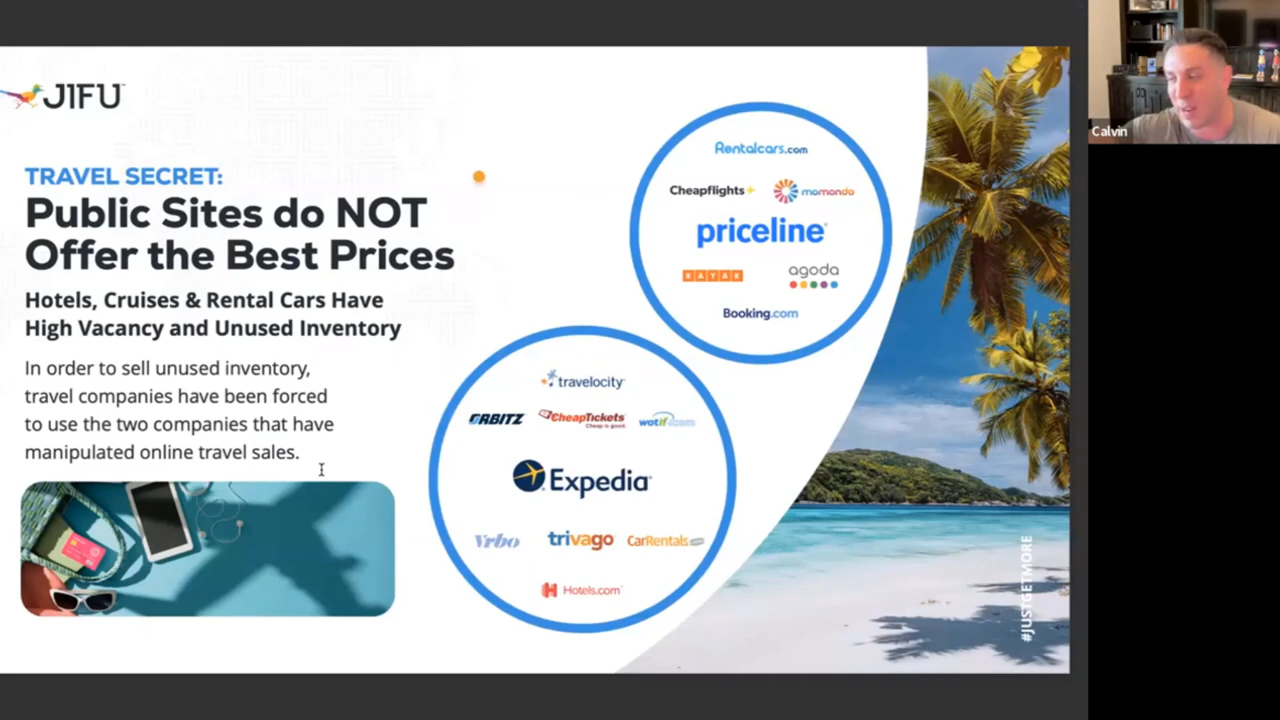 JIFU
TRAVEL SECRET:
Public Sites do NOT
Offer the Best Prices
Hotels, Cruises & Rental Cars Have
High Vacancy and Unused Inventory
In order to sell unused inventory,
travel companies have been forced
to use the two companies that have
manipulated online travel sales.
Rentalcars.com
Cheapflights+
momondo
priceline
KAYAK
agoda
Booking.com
travelocity
ORBITZ
CheapTickets
Cheap is good.
wotif.com
Expedia
Vrbo
trivago
CarRentals
Hotels.com
#JUSTGETMORE
Calvin